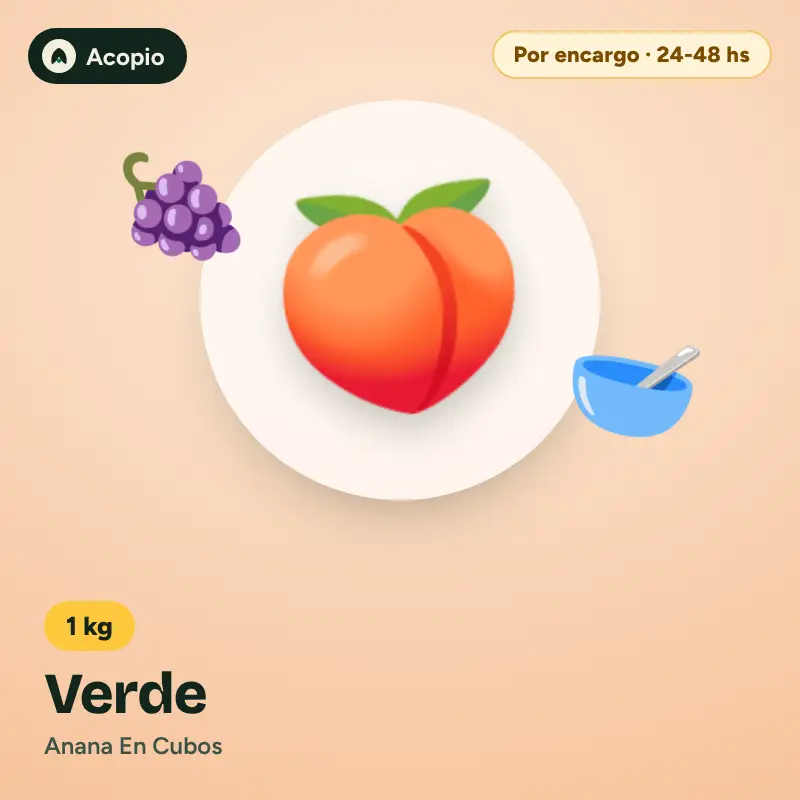 Acopio
Por encargo · 24-48 hs
1 kg
Verde
Anana En Cubos